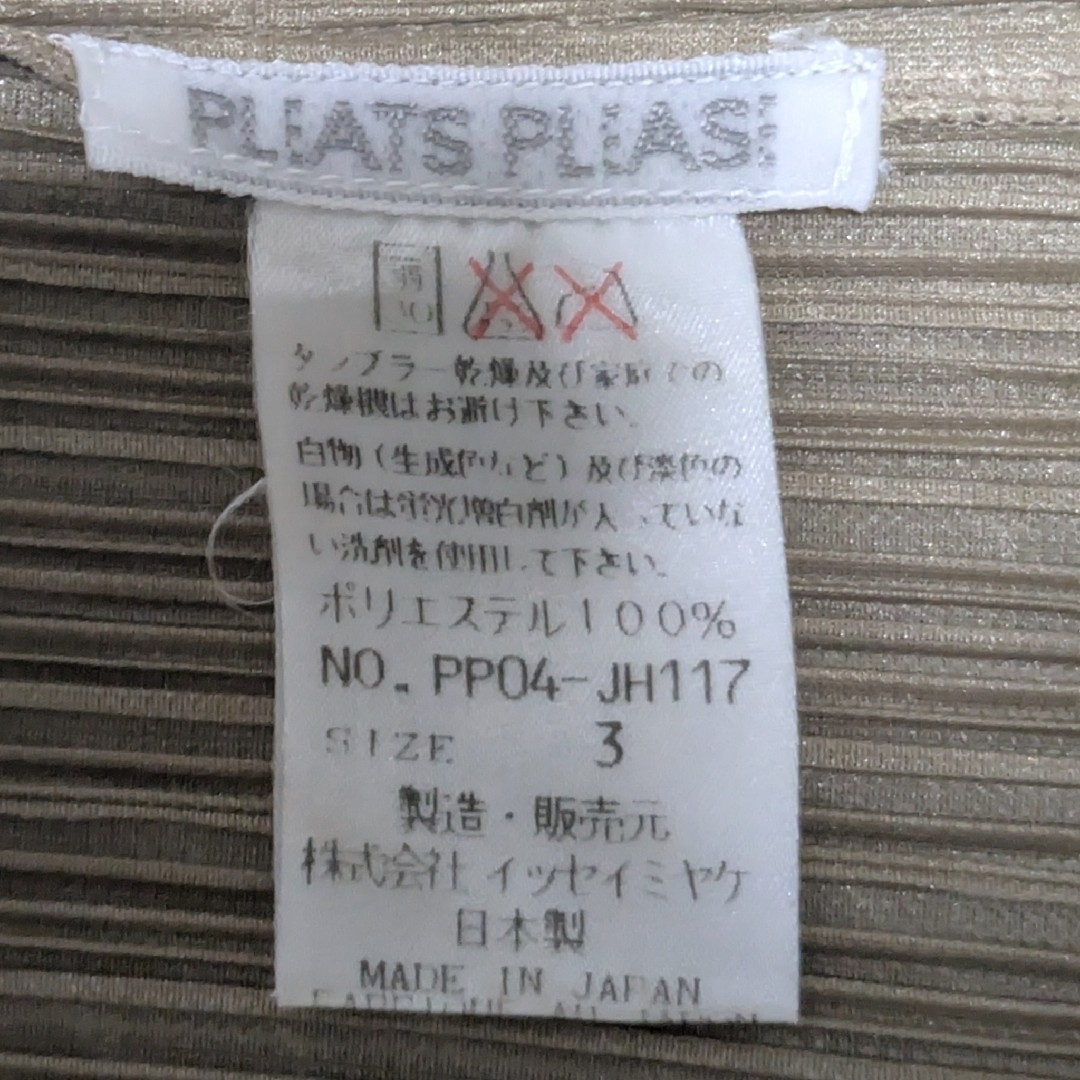 PLEATS PLEASE
弱
40
タンブラー乾燥及び家庭での
乾燥機はお避け下さい。
白物（生成色など）及び淡色の
場合は蛍光増白剤が入っていな
い洗剤を使用して下さい。
ポリエステル100%
NO. PP04-JH117
SIZE 3
製造・販売元
株式会社イッセイミヤケ
日本製
MADE IN JAPAN
FABRIQUE AU JAPON